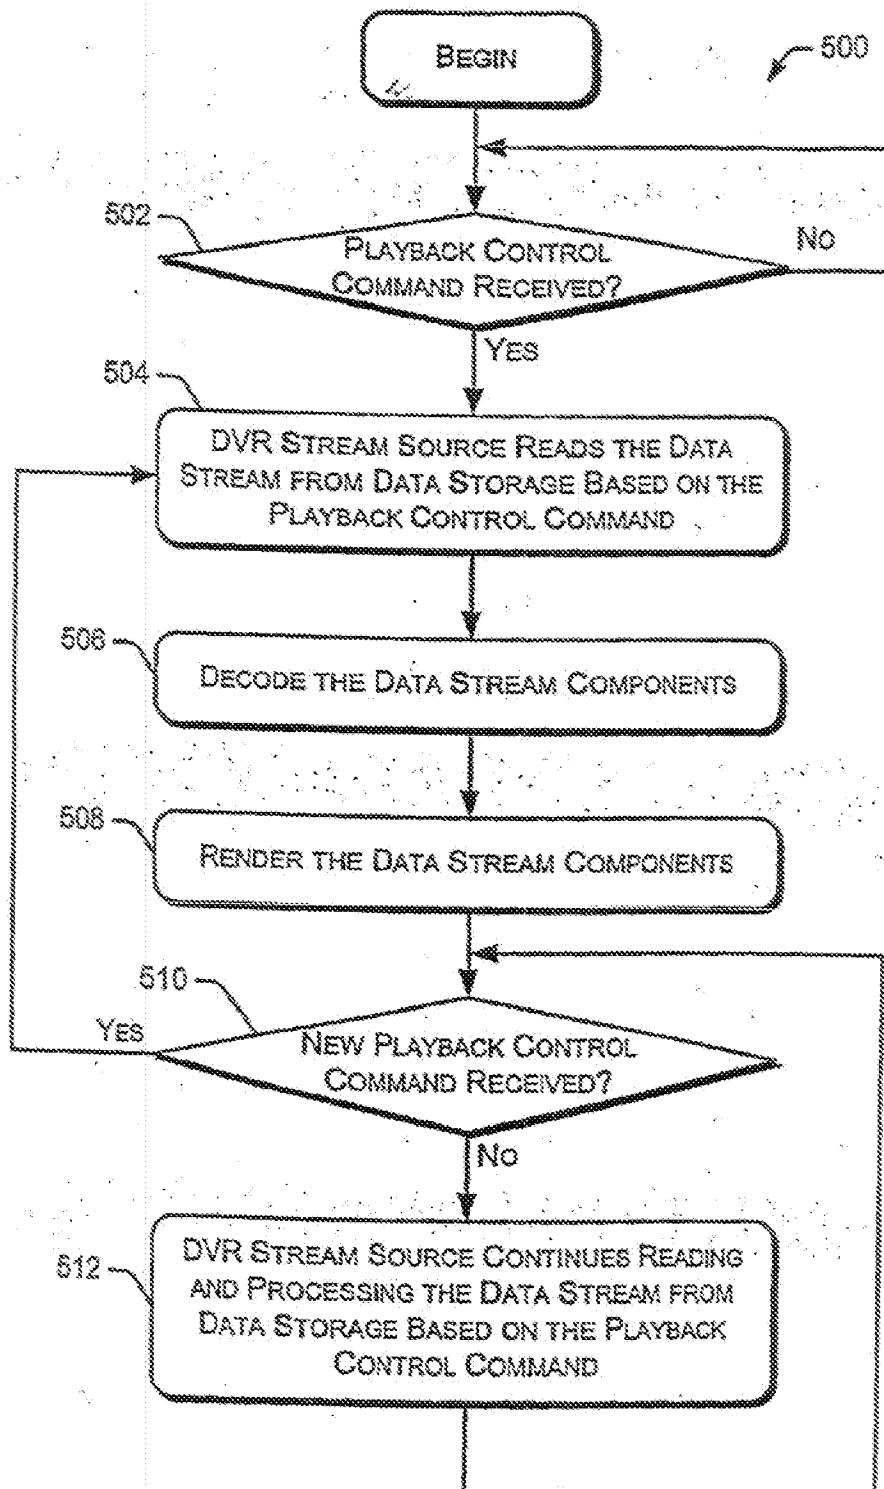 BEGIN
500
502
PLAYBACK CONTROL
COMMAND RECEIVED?
NO
YES
504
DVR STREAM SOURCE READS THE DATA
STREAM FROM DATA STORAGE BASED ON THE
PLAYBACK CONTROL COMMAND
506
DECODE THE DATA STREAM COMPONENTS
508
RENDER THE DATA STREAM COMPONENTS
510
YES
NEW PLAYBACK CONTROL
COMMAND RECEIVED?
NO
512
DVR STREAM SOURCE CONTINUES READING
AND PROCESSING THE DATA STREAM FROM
DATA STORAGE BASED ON THE PLAYBACK
CONTROL COMMAND